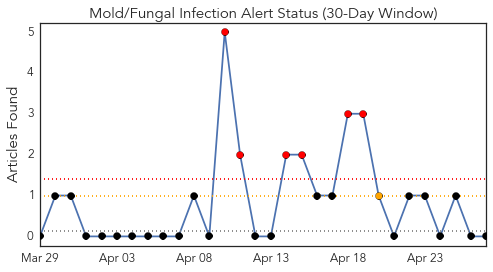 Mold/Fungal Infection Alert Status (30-Day Window)
Articles Found
5
4
3
2
1
0
Mar 29 Apr 03 Apr 08 Apr 13 Apr 18 Apr 23